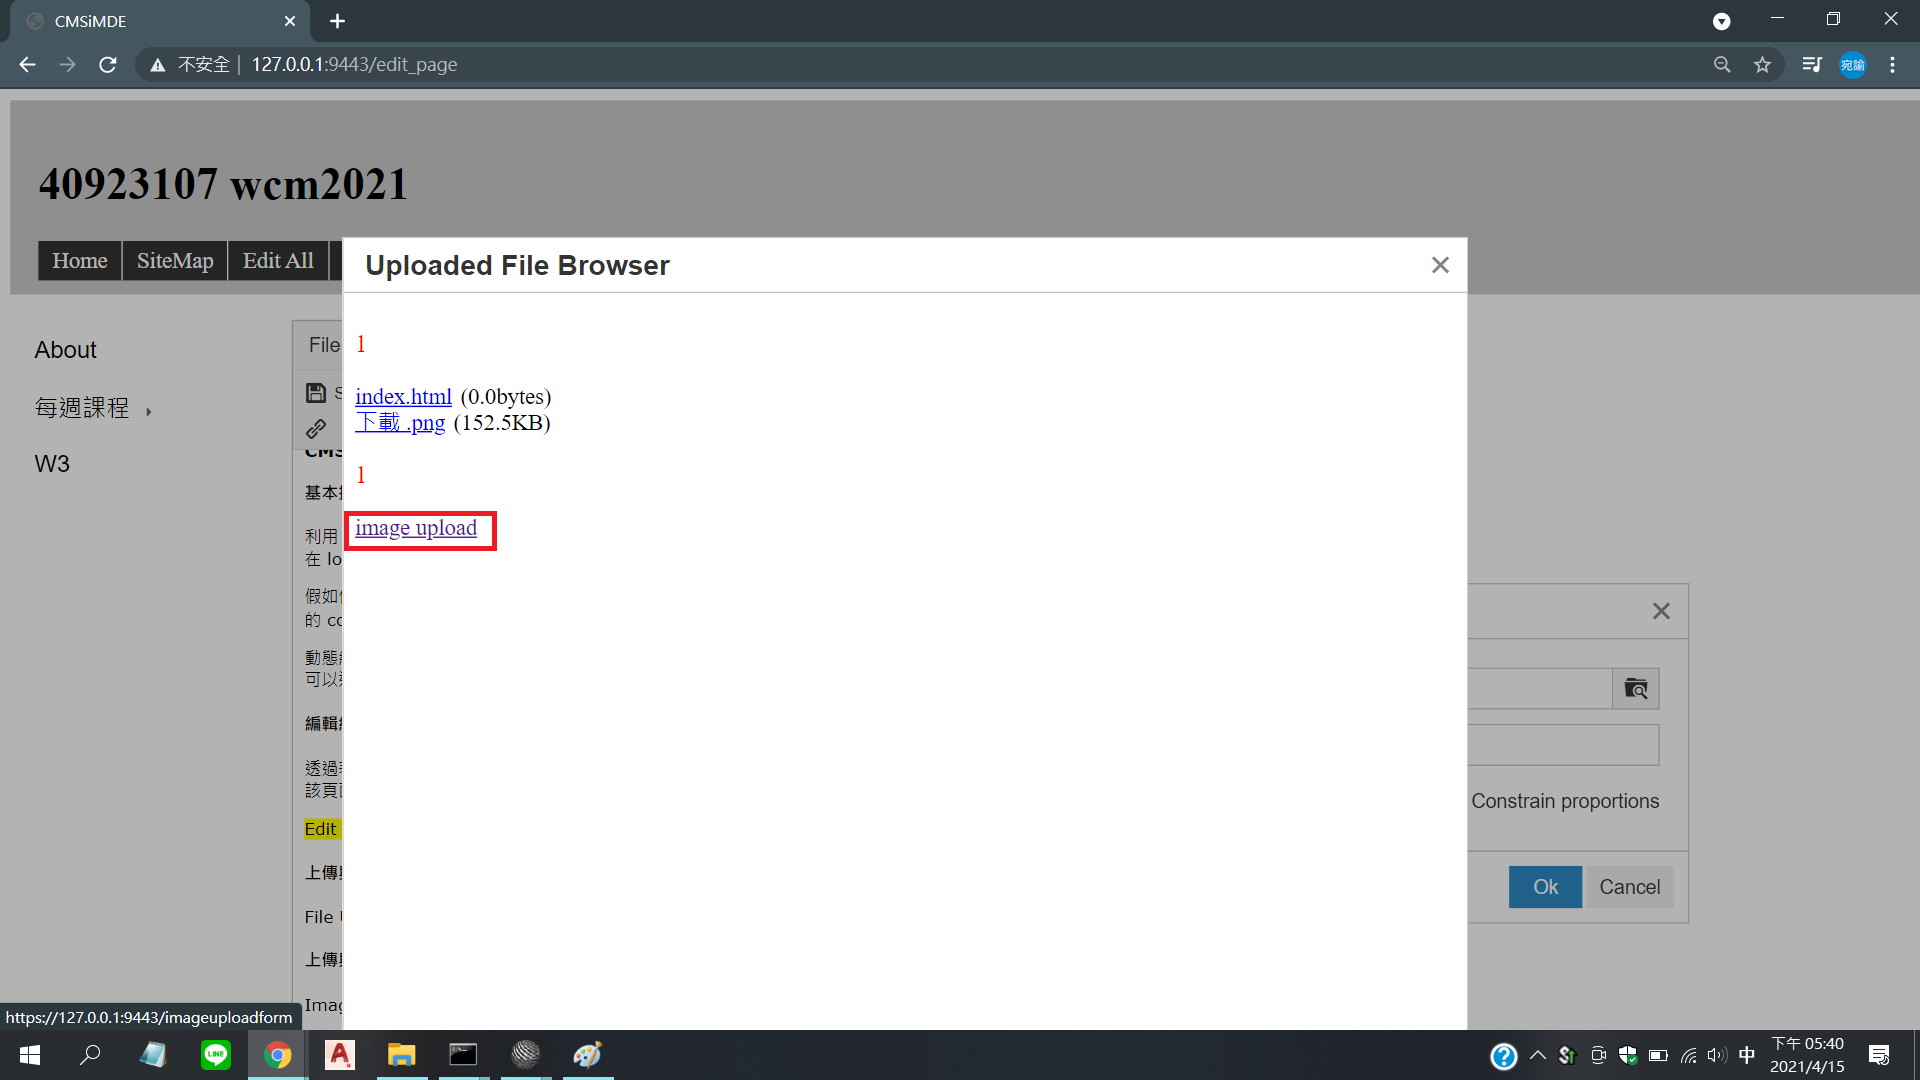 CMSiMDE
不安全 | 127.0.0.1:9443/edit_page
宛諭
40923107 wcm2021
Home SiteMap Edit All
Uploaded File Browser
About
每週課程
W3
File
1
index.html (0.0bytes)
下載 .png (152.5KB)
1
image upload
基本
利用
在 lo
假如
的 co
動態
可以
編輯
透過
該頁
Edit
上傳
File
上傳
Imag
Constrain proportions
Ok Cancel
https://127.0.0.1:9443/imageuploadform
LINE
中
下午 05:40
2021/4/15